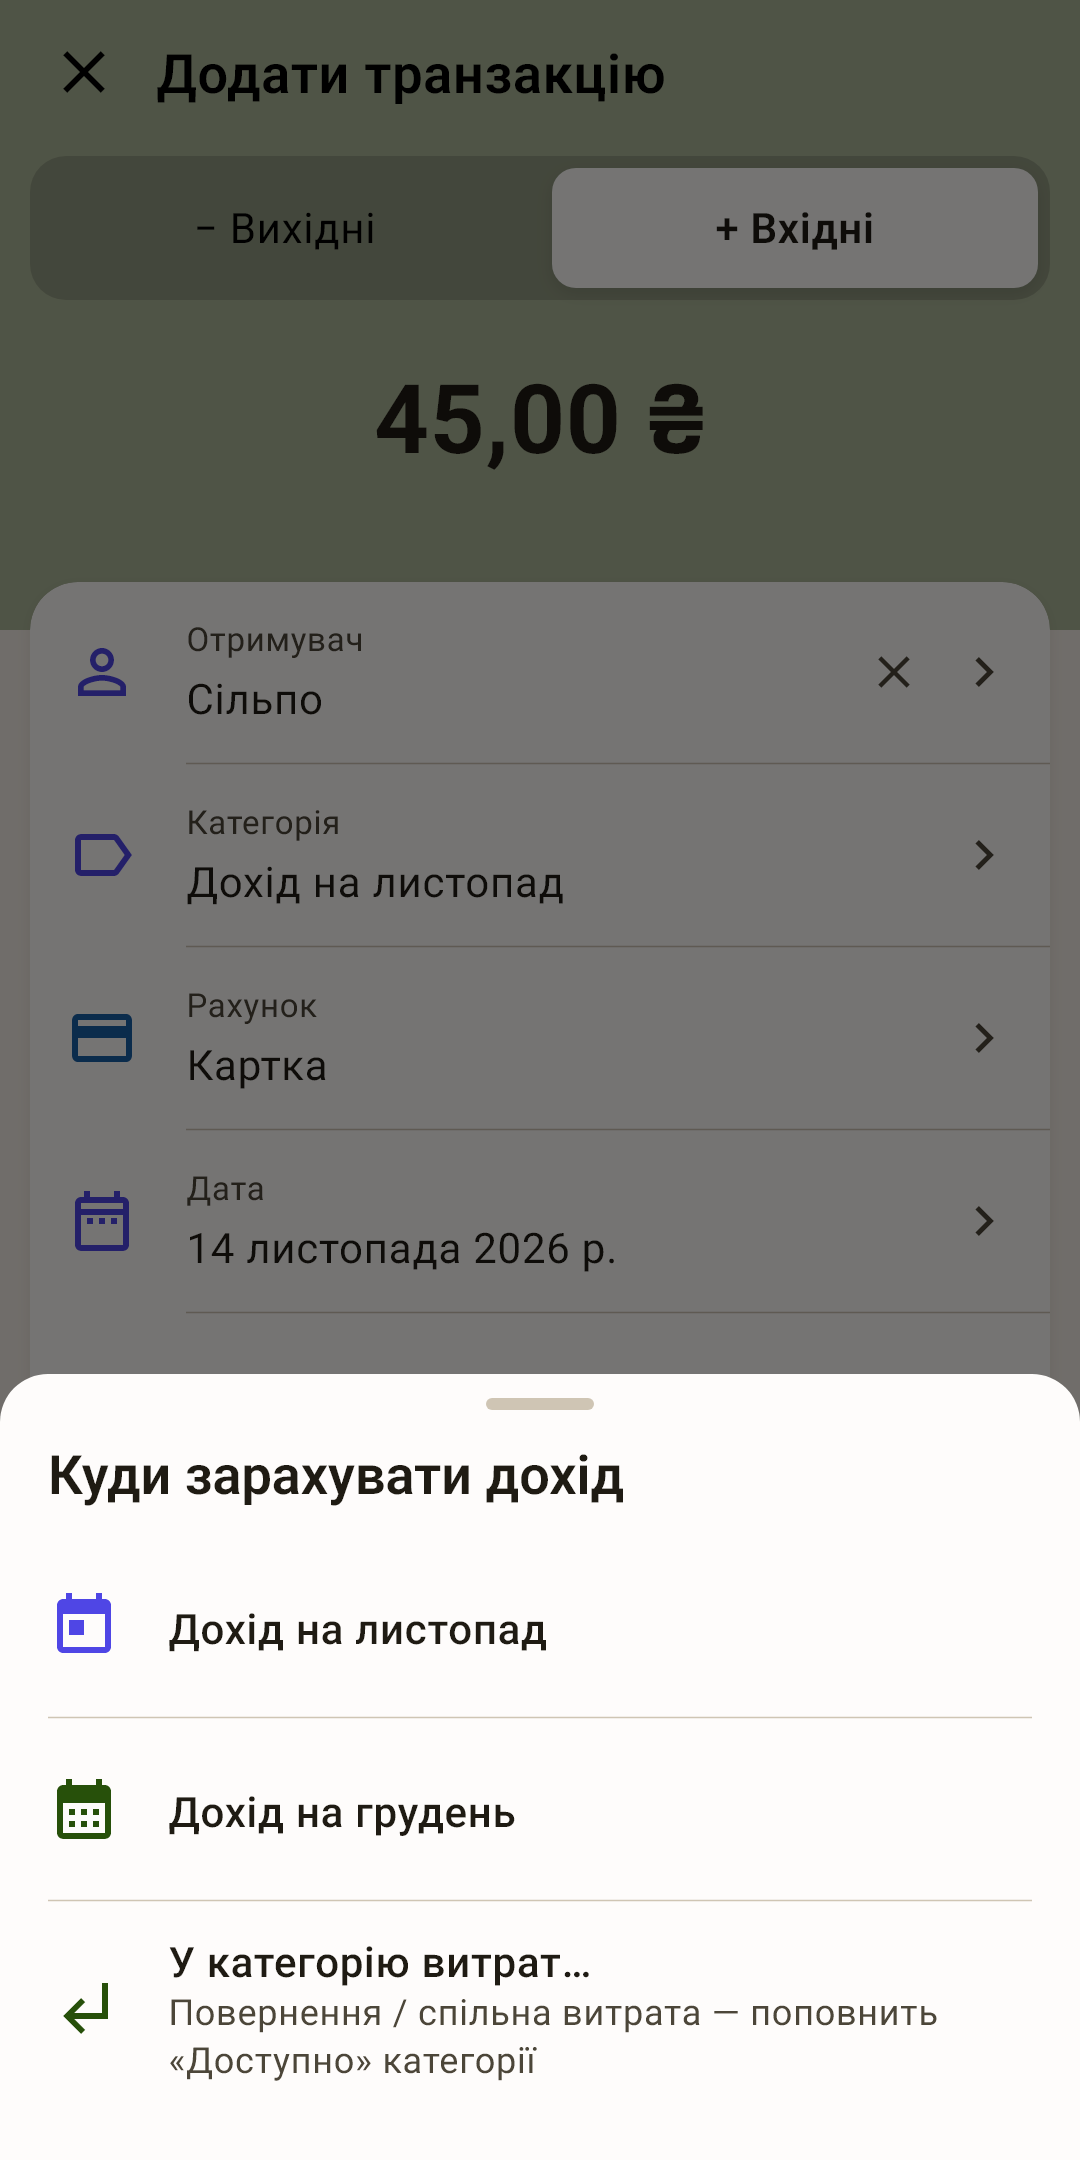 Додати транзакцію
− Вихідні
+ Вхідні
45,00 ₴
Отримувач
Сільпо
Категорія
Дохід на листопад
Рахунок
Картка
Дата
14 листопада 2026 р.
Куди зарахувати дохід
Дохід на листопад
Дохід на грудень
У категорію витрат…
Повернення / спільна витрата — поповнить
«Доступно» категорії